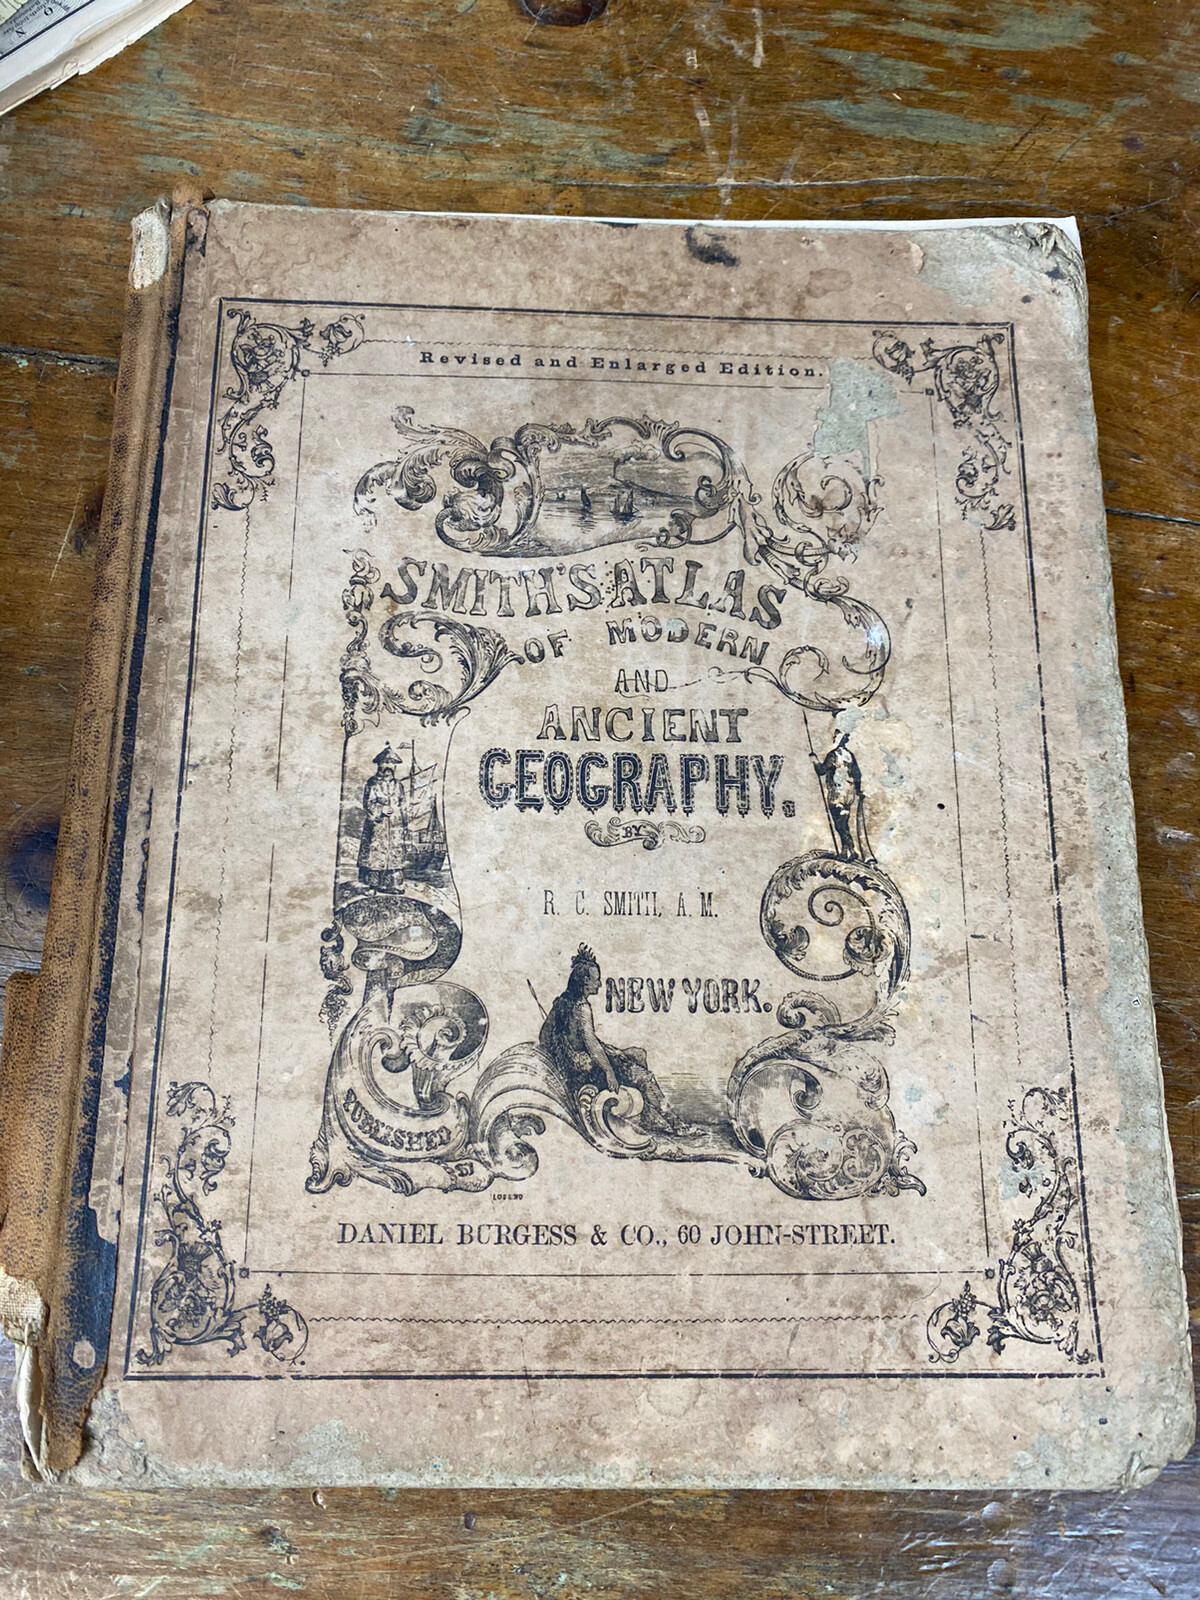 Revised and Enlarged Edition.
SMITH'S ATLAS
OF MODERN
AND
ANCIENT
GEOGRAPHY.
BY
R. C. SMITH, A. M.
NEW YORK.
PUBLISHED
BY
DANIEL BURGESS & CO., 60 JOHN-STREET.